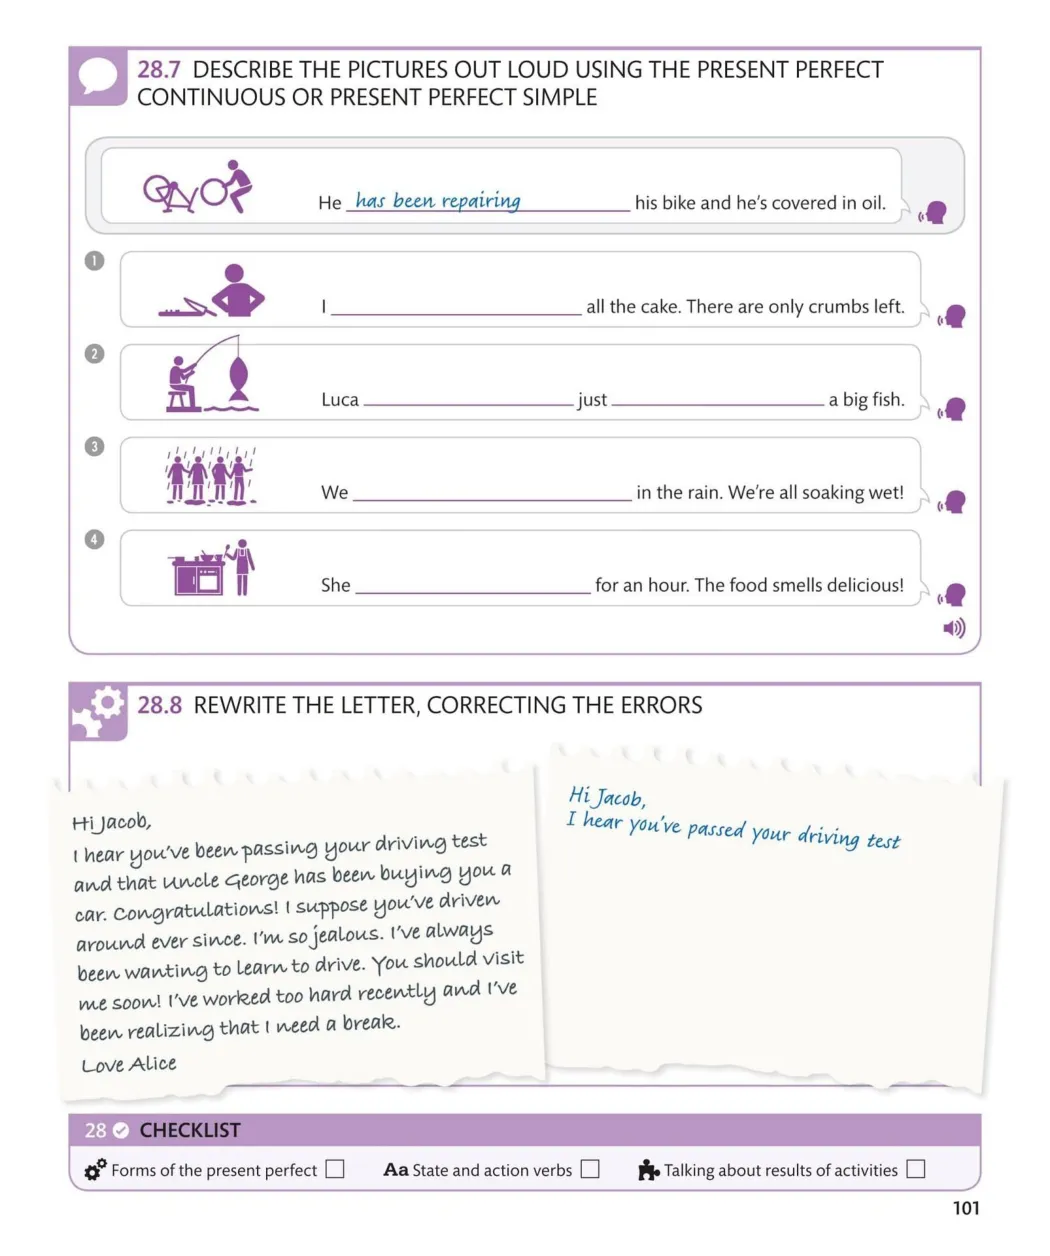 28.7 DESCRIBE THE PICTURES OUT LOUD USING THE PRESENT PERFECT
CONTINUOUS OR PRESENT PERFECT SIMPLE
He has been repairing his bike and he's covered in oil.
1
I ______ all the cake. There are only crumbs left.
2
Luca ______ just ______ a big fish.
3
We ______ in the rain. We're all soaking wet!
4
She ______ for an hour. The food smells delicious!
28.8 REWRITE THE LETTER, CORRECTING THE ERRORS
Hi Jacob,
I hear you've been passing your driving test
and that Uncle George has been buying you a
car. Congratulations! I suppose you've driven
around ever since. I'm so jealous. I've always
been wanting to learn to drive. You should visit
me soon! I've worked too hard recently and I've
been realizing that I need a break.
Love Alice
Hi Jacob,
I hear you've passed your driving test
28 CHECKLIST
Forms of the present perfect
Aa State and action verbs
Talking about results of activities
101